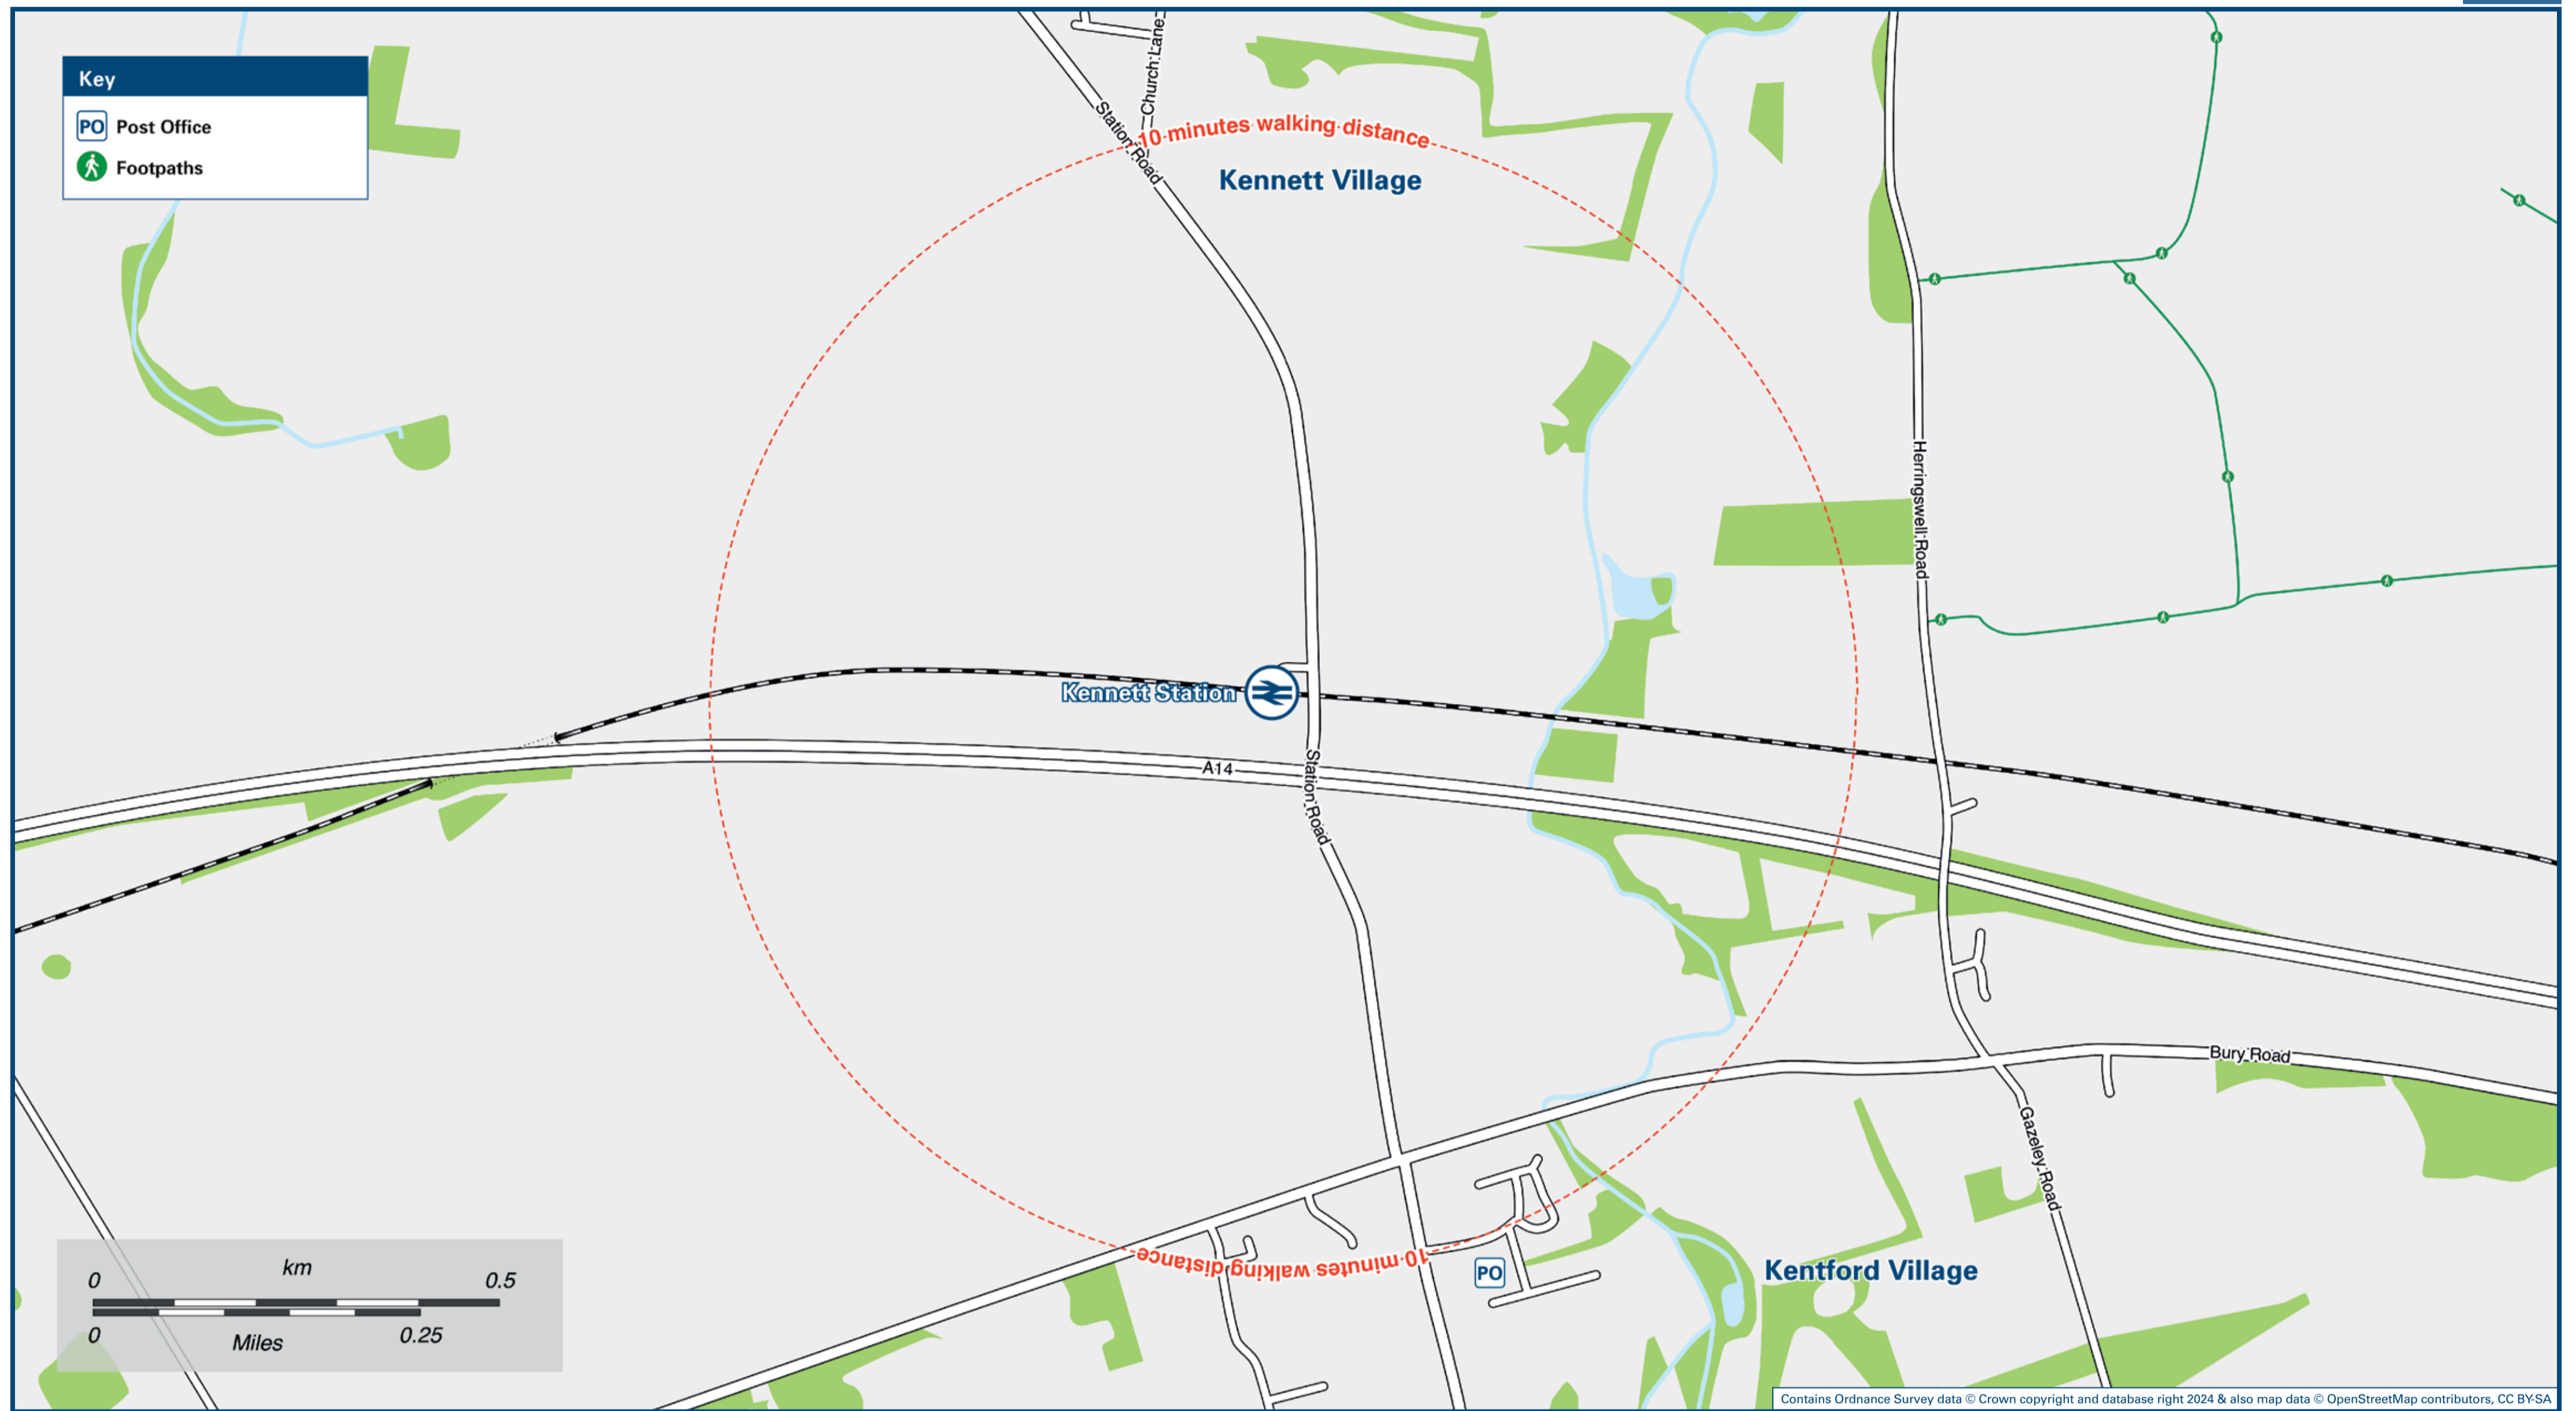 Key
PO Post Office
Footpaths
Church Lane
Station Road
10 minutes walking distance
Kennett Village
Herringswell Road
Kennett Station
A14
Station Road
Bury Road
Gazeley Road
10 minutes walking distance
PO
Kentford Village
km
0 0.5
0 0.25
Miles
Contains Ordnance Survey data © Crown copyright and database right 2024 & also map data © OpenStreetMap contributors, CC BY-SA